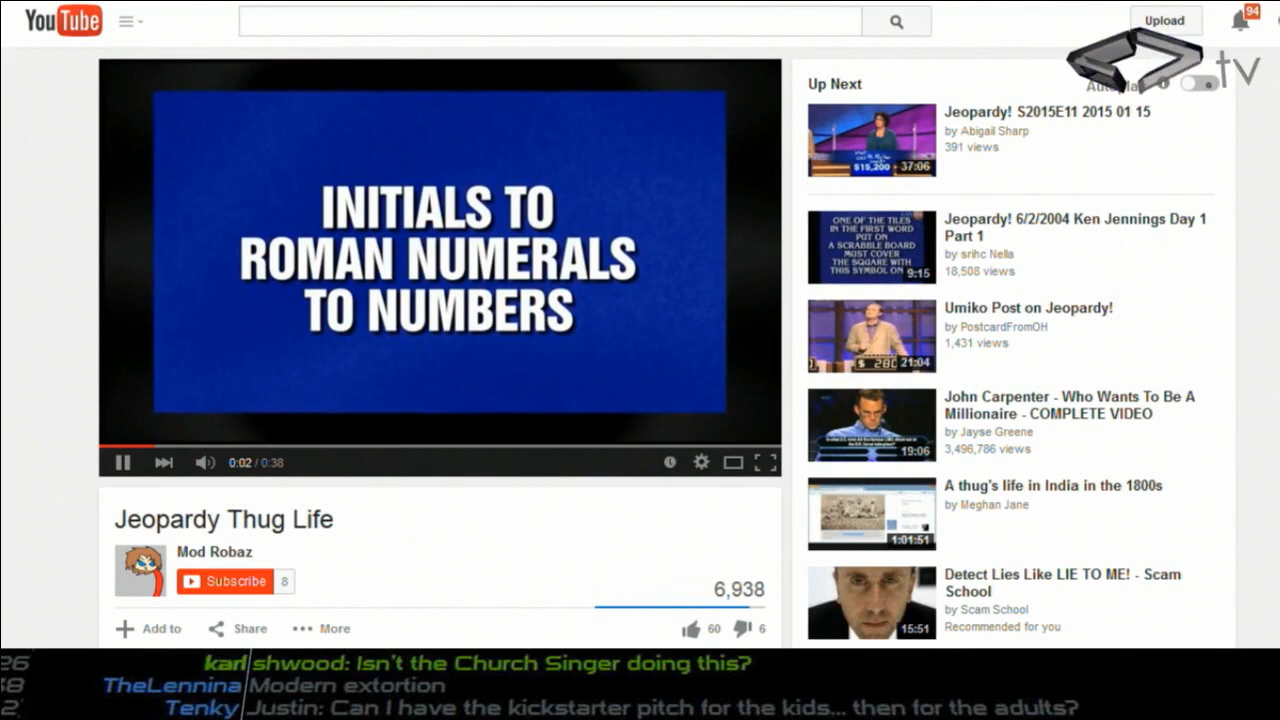 YouTube
Upload
94
.tv
INITIALS TO
ROMAN NUMERALS
TO NUMBERS
0:02 / 0:38
Jeopardy Thug Life
Mod Robaz
Subscribe 8
6,938
Add to Share More
60 6
Up Next
Jeopardy! S2015E11 2015 01 15
by Abigail Sharp
391 views
$15,200
37:06
Jeopardy! 6/2/2004 Ken Jennings Day 1
Part 1
by srihc Nella
18,508 views
ONE OF THE TILES
IN THE FIRST WORD
PUT ON
A SCRABBLE BOARD
MUST COVER
THE SQUARE WITH
THIS SYMBOL ON
9:15
Umiko Post on Jeopardy!
by PostcardFromOH
1,431 views
$ 280
21:04
John Carpenter - Who Wants To Be A
Millionaire - COMPLETE VIDEO
by Jayse Greene
3,496,786 views
19:06
A thug's life in India in the 1800s
by Meghan Jane
1:01:51
Detect Lies Like LIE TO ME! - Scam
School
by Scam School
Recommended for you
15:51
26 karl shwood: Isn't the Church Singer doing this?
38 TheLennina Modern extortion
2 Tenky Justin: Can I have the kickstarter pitch for the kids... then for the adults?